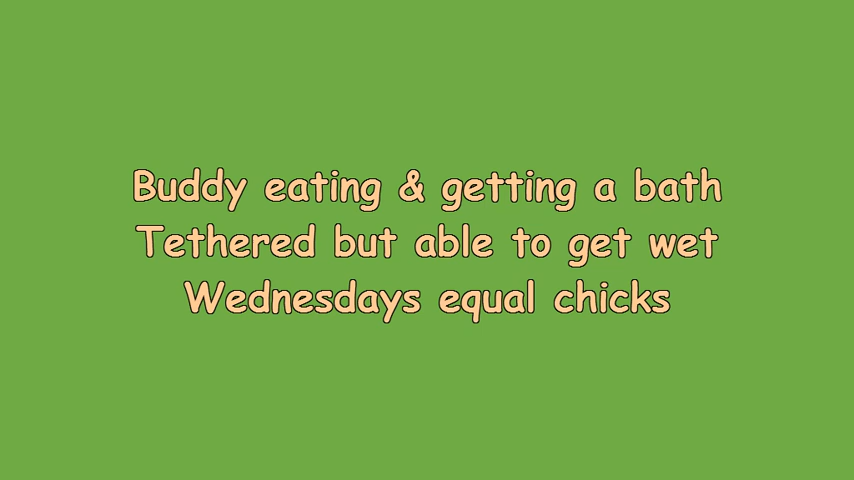 Buddy eating & getting a bath
Tethered but able to get wet
Wednesdays equal chicks